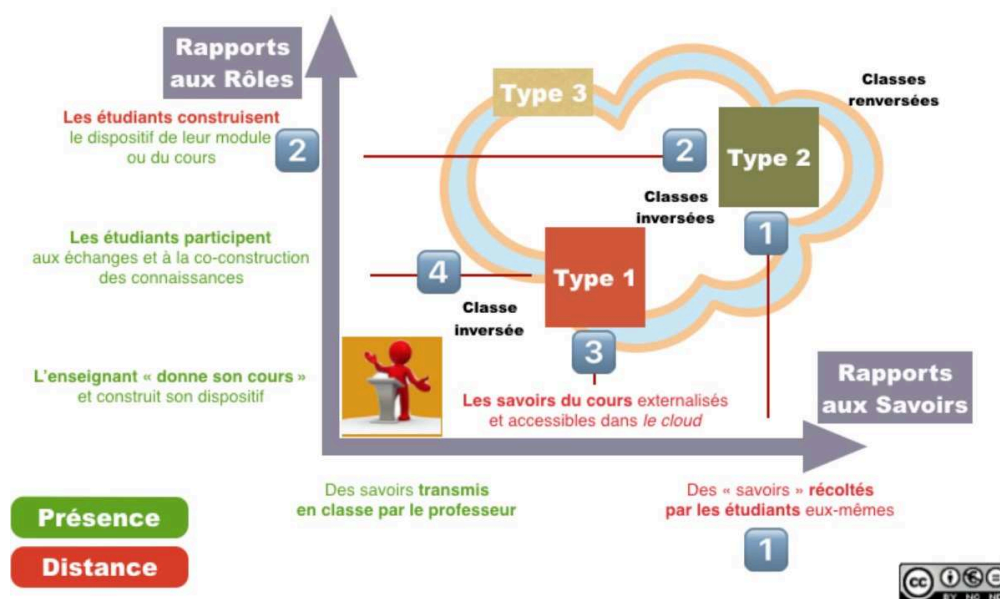 Rapports
aux Rôles
Les étudiants construisent
le dispositif de leur module
ou du cours
2
Type 3
Classes
renversées
2
Type 2
Classes
inversées
1
Les étudiants participent
aux échanges et à la co-construction
des connaissances
4
Type 1
Classe
inversée
3
L'enseignant « donne son cours »
et construit son dispositif
Les savoirs du cours externalisés
et accessibles dans le cloud
Rapports
aux Savoirs
Des savoirs transmis
en classe par le professeur
Des « savoirs » récoltés
par les étudiants eux-mêmes
1
Présence
Distance
cc
BY NC ND